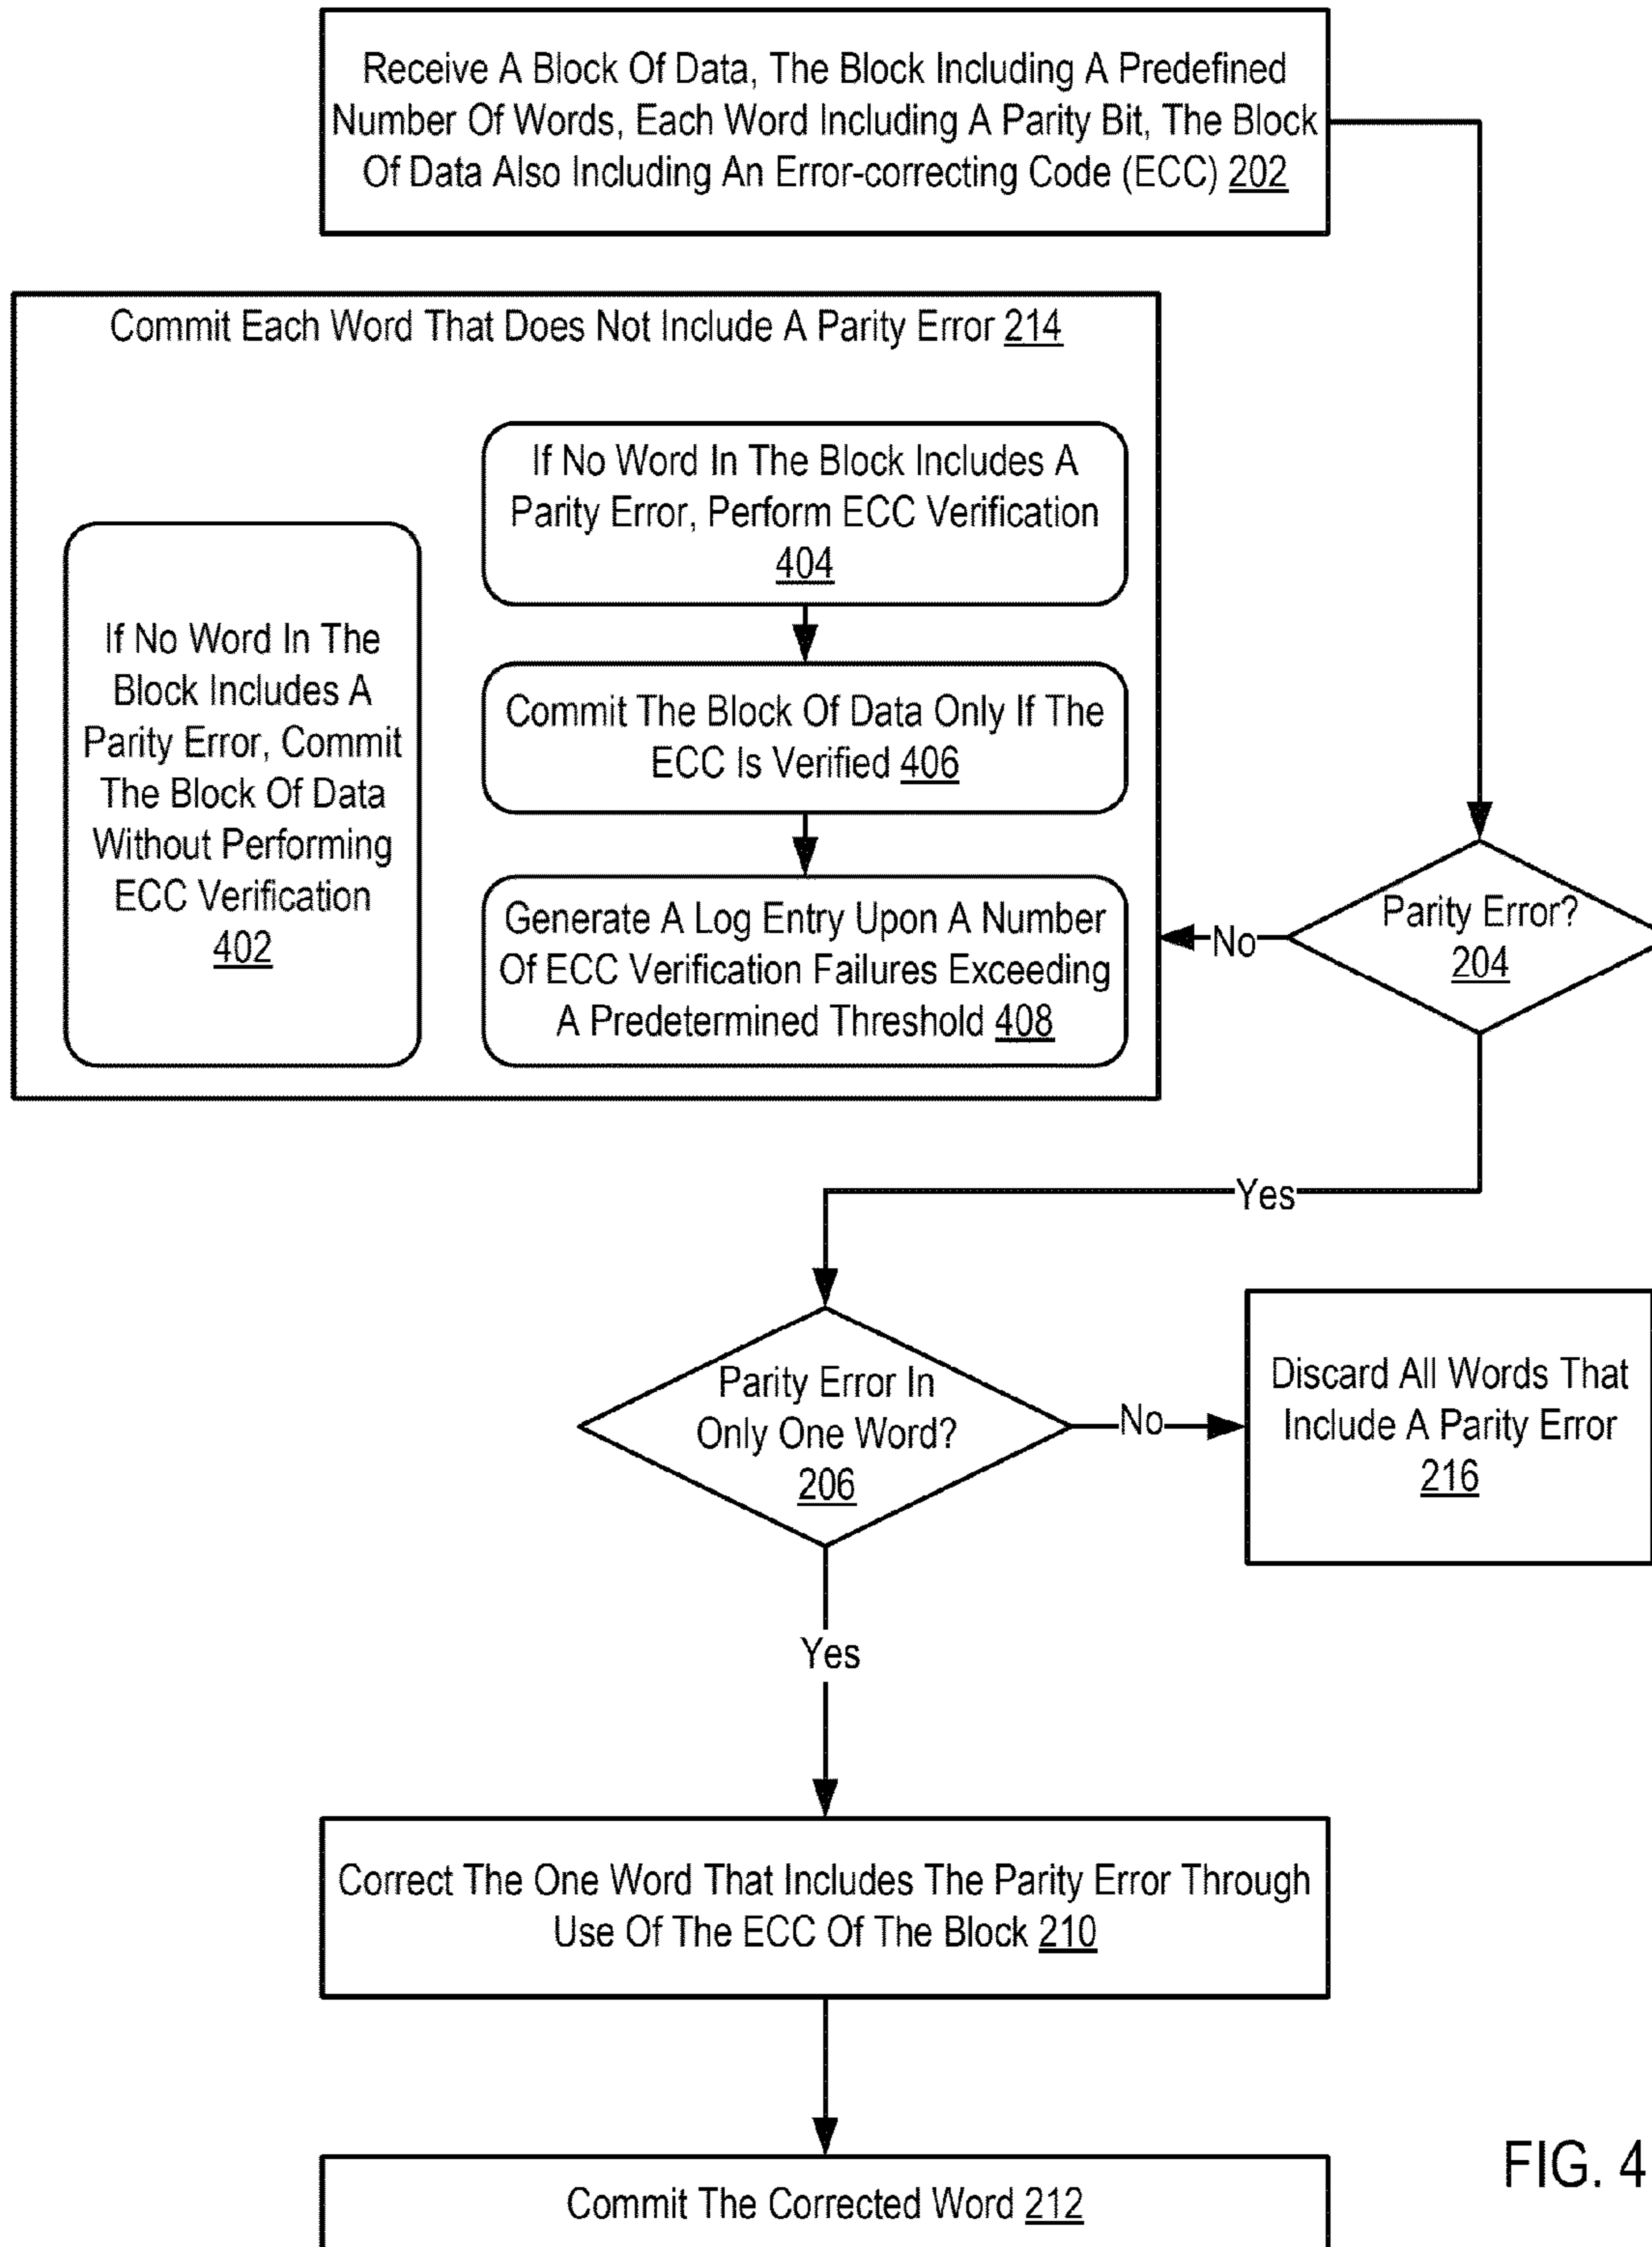 Receive A Block Of Data, The Block Including A Predefined
Number Of Words, Each Word Including A Parity Bit, The Block
Of Data Also Including An Error-correcting Code (ECC) 202
Commit Each Word That Does Not Include A Parity Error 214
If No Word In The Block Includes A
Parity Error, Perform ECC Verification
404
If No Word In The
Block Includes A
Parity Error, Commit
The Block Of Data
Without Performing
ECC Verification
402
Commit The Block Of Data Only If The
ECC Is Verified 406
Generate A Log Entry Upon A Number
Of ECC Verification Failures Exceeding
A Predetermined Threshold 408
No
Parity Error?
204
Yes
Parity Error In
Only One Word?
206
No
Discard All Words That
Include A Parity Error
216
Yes
Correct The One Word That Includes The Parity Error Through
Use Of The ECC Of The Block 210
Commit The Corrected Word 212
FIG. 4